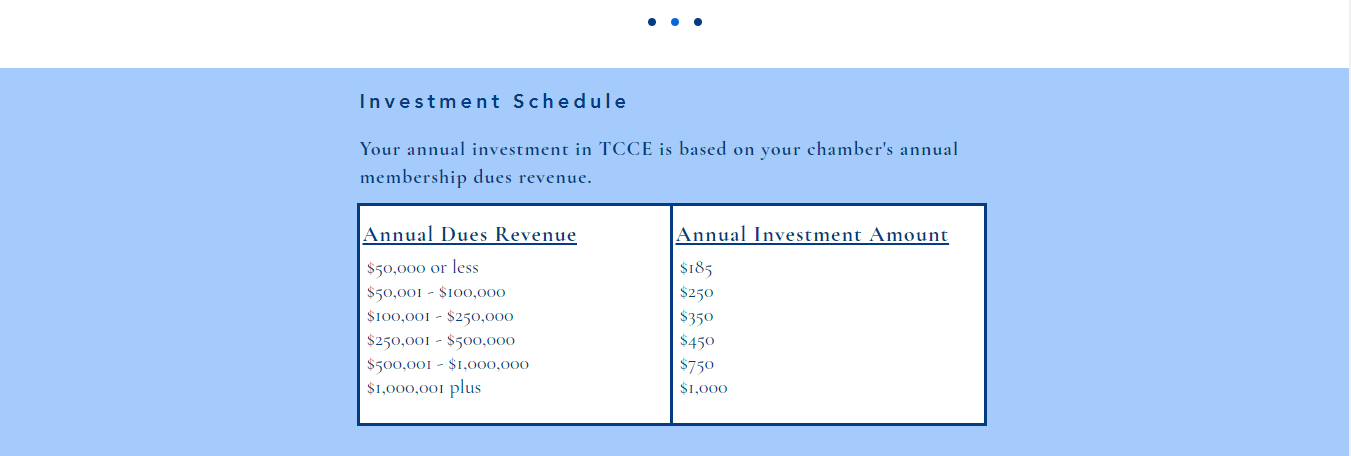 Investment Schedule
Your annual investment in TCCE is based on your chamber's annual
membership dues revenue.
Annual Dues Revenue
$50,000 or less
$50,001 - $100,000
$100,001 - $250,000
$250,001 - $500,000
$500,001 - $1,000,000
$1,000,001 plus
Annual Investment Amount
$185
$250
$350
$450
$750
$1,000